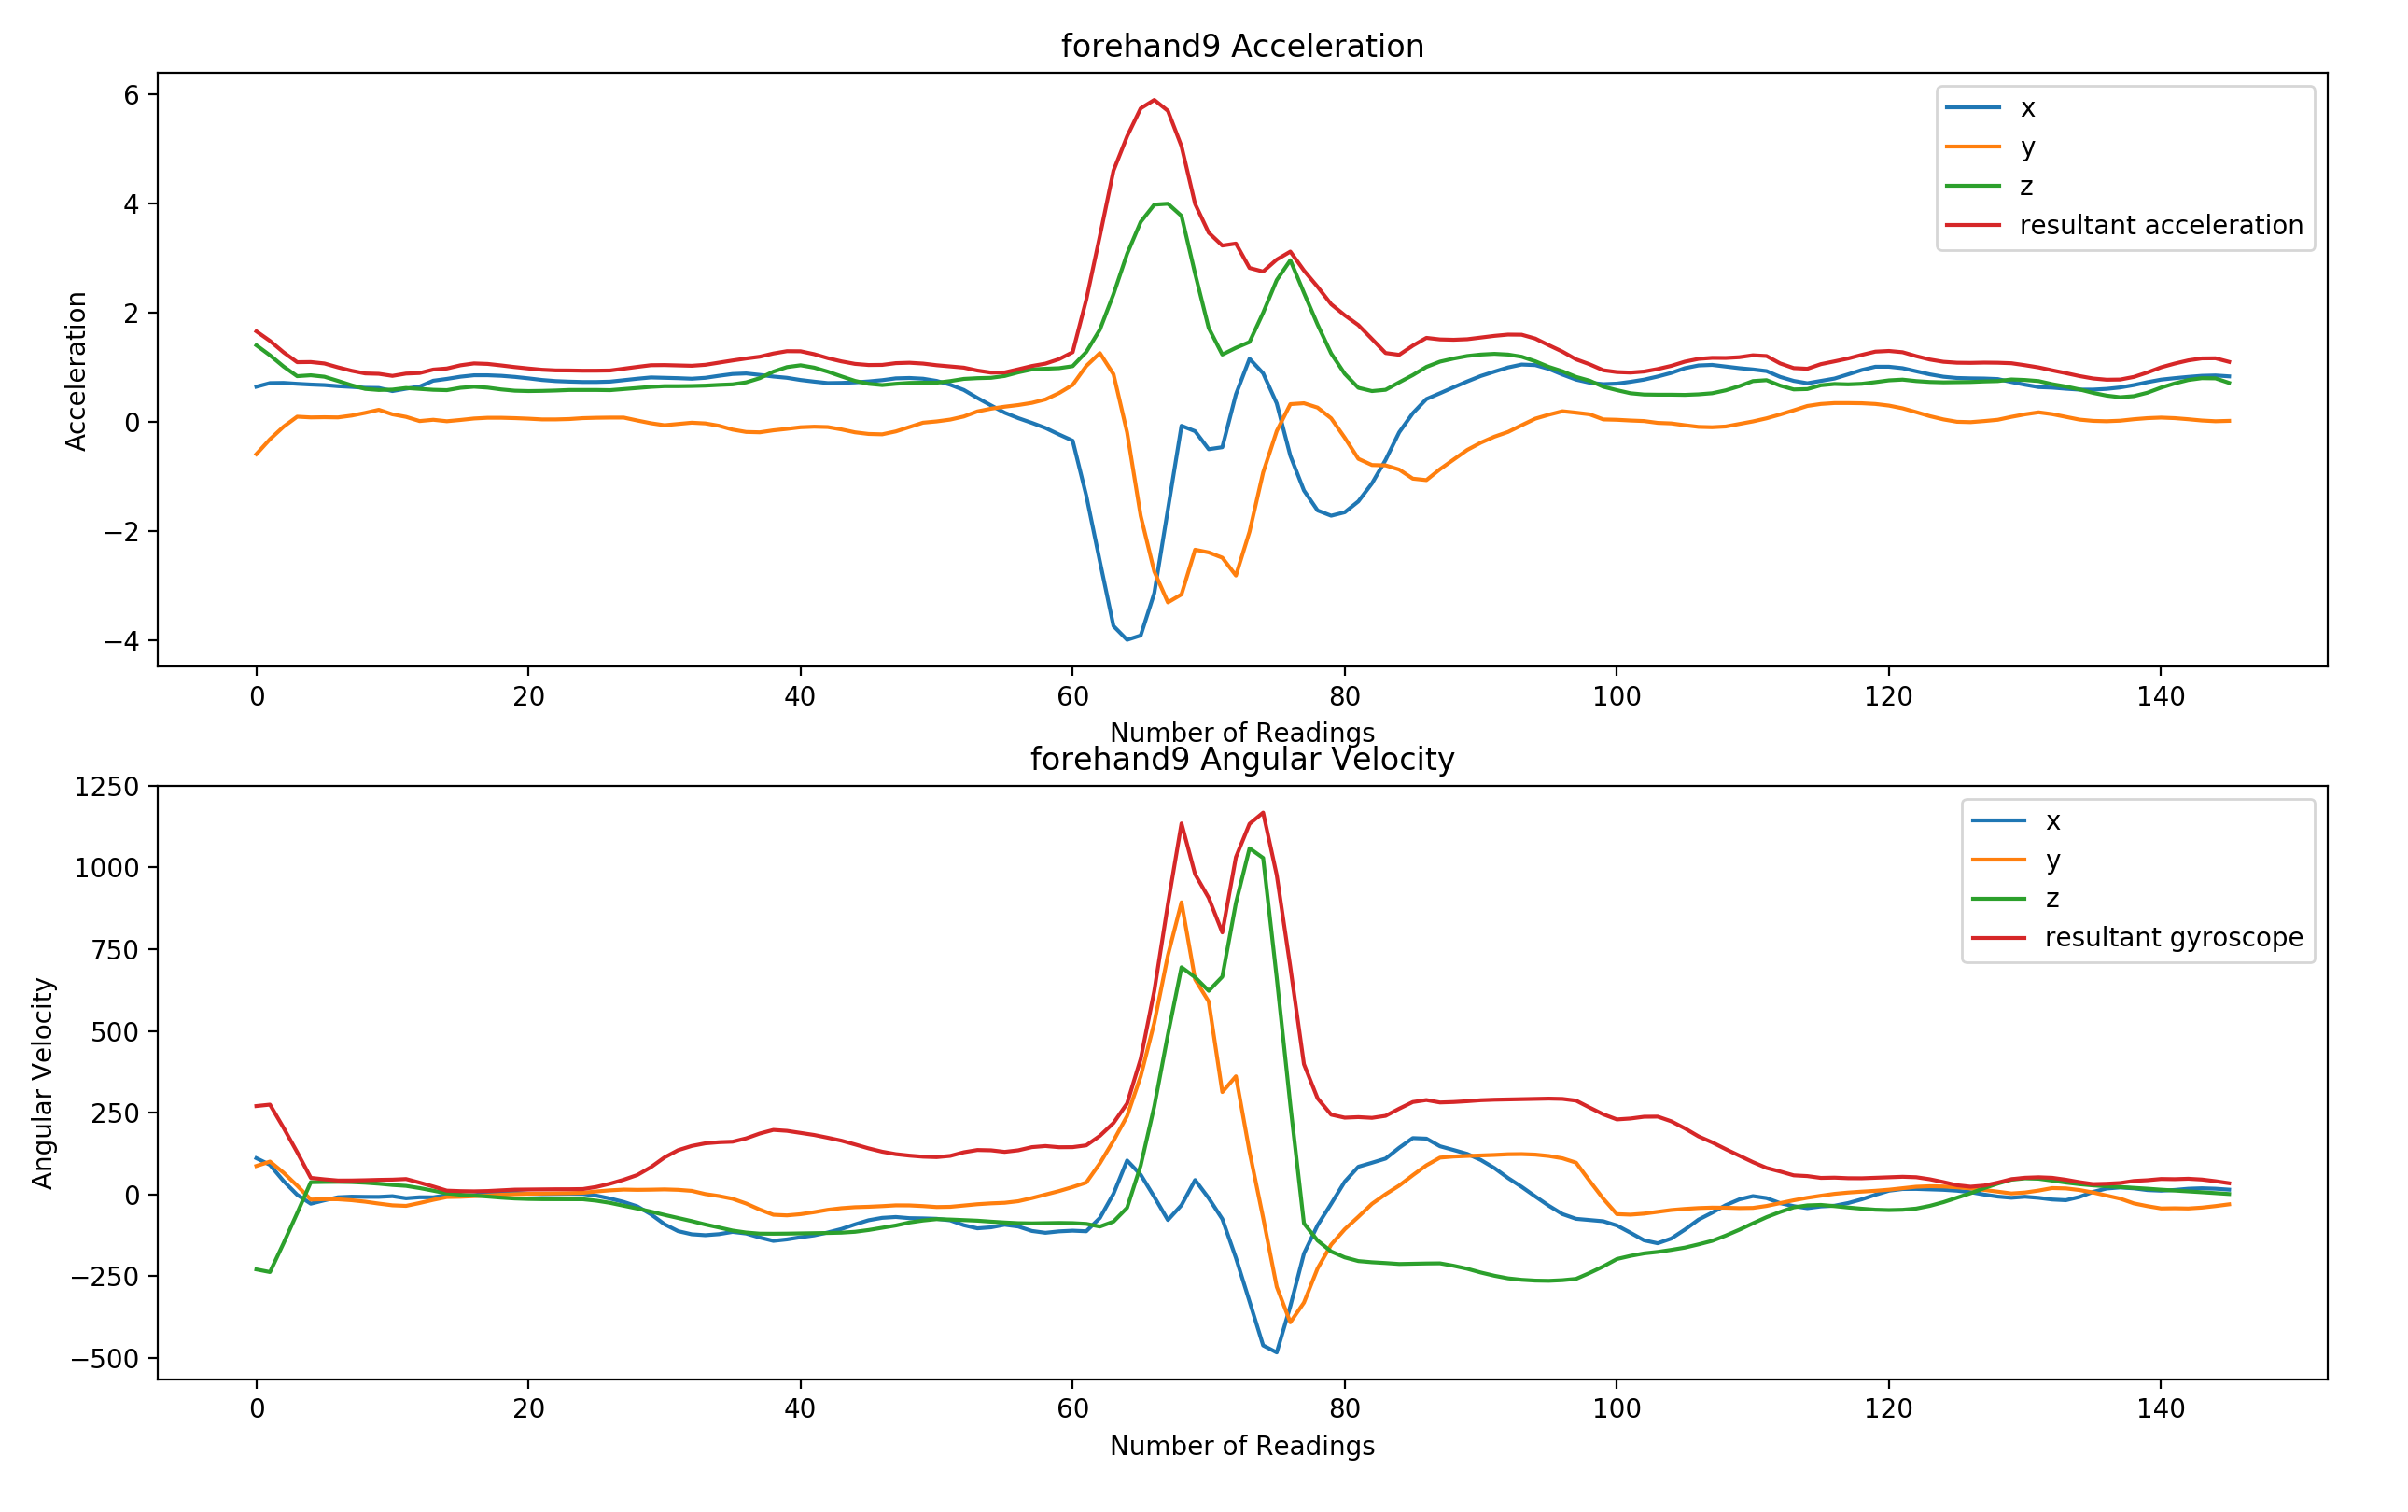 forehand9 Acceleration
6
4
2
0
−2
−4
Acceleration
x
y
z
resultant acceleration
0 20 40 60 80 100 120 140
Number of Readings
forehand9 Angular Velocity
1250
1000
750
500
250
0
−250
−500
Angular Velocity
x
y
z
resultant gyroscope
0 20 40 60 80 100 120 140
Number of Readings